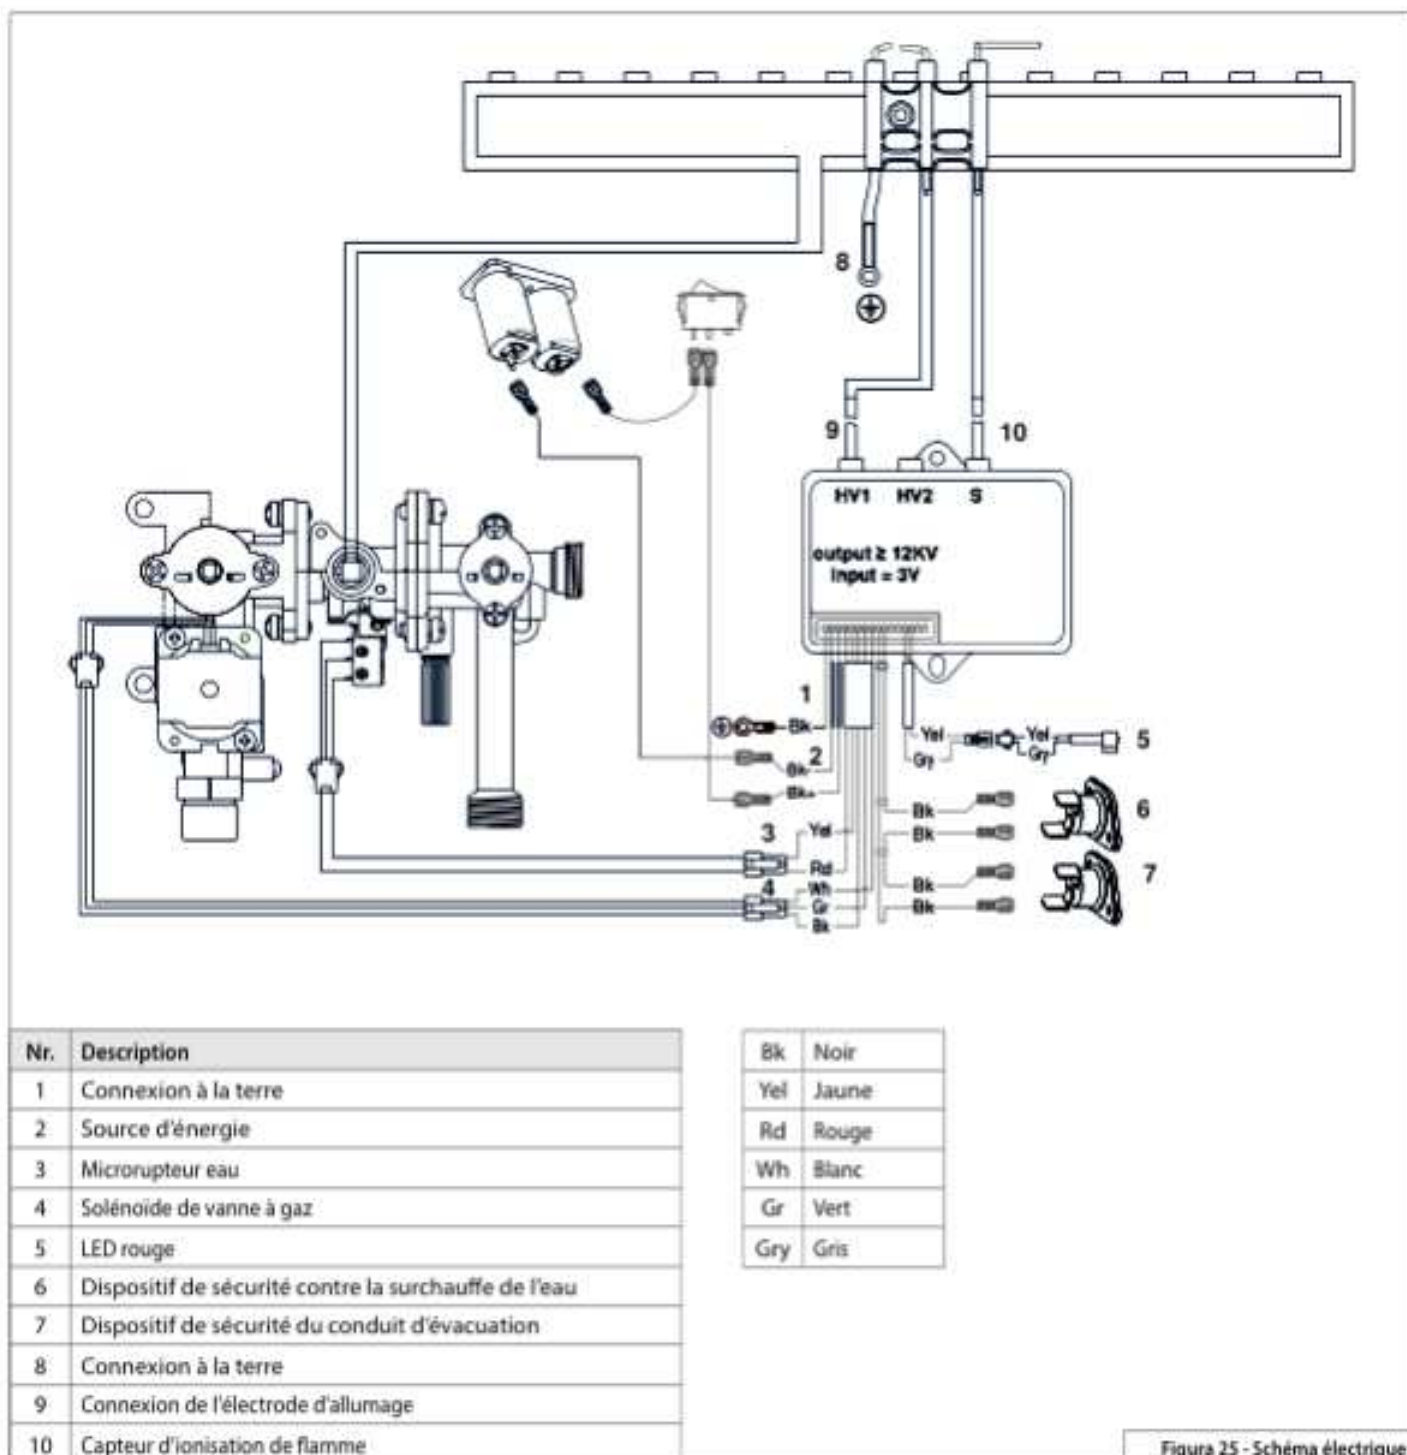 8
9
10
HV1 HV2 S
output ≥ 12KV
Input = 3V
1
Bk
2
Bk
Bk
Yel
Yel
Gry
Gry
5
Bk
6
Bk
3
Yel
Rd
4
Wh
Gr
Bk
Bk
7
Bk
Nr. Description
1 Connexion à la terre
2 Source d'énergie
3 Microrupteur eau
4 Solénoïde de vanne à gaz
5 LED rouge
6 Dispositif de sécurité contre la surchauffe de l'eau
7 Dispositif de sécurité du conduit d'évacuation
8 Connexion à la terre
9 Connexion de l'électrode d'allumage
10 Capteur d'ionisation de flamme
Bk Noir
Yel Jaune
Rd Rouge
Wh Blanc
Gr Vert
Gry Gris
Figura 25 - Schéma électrique